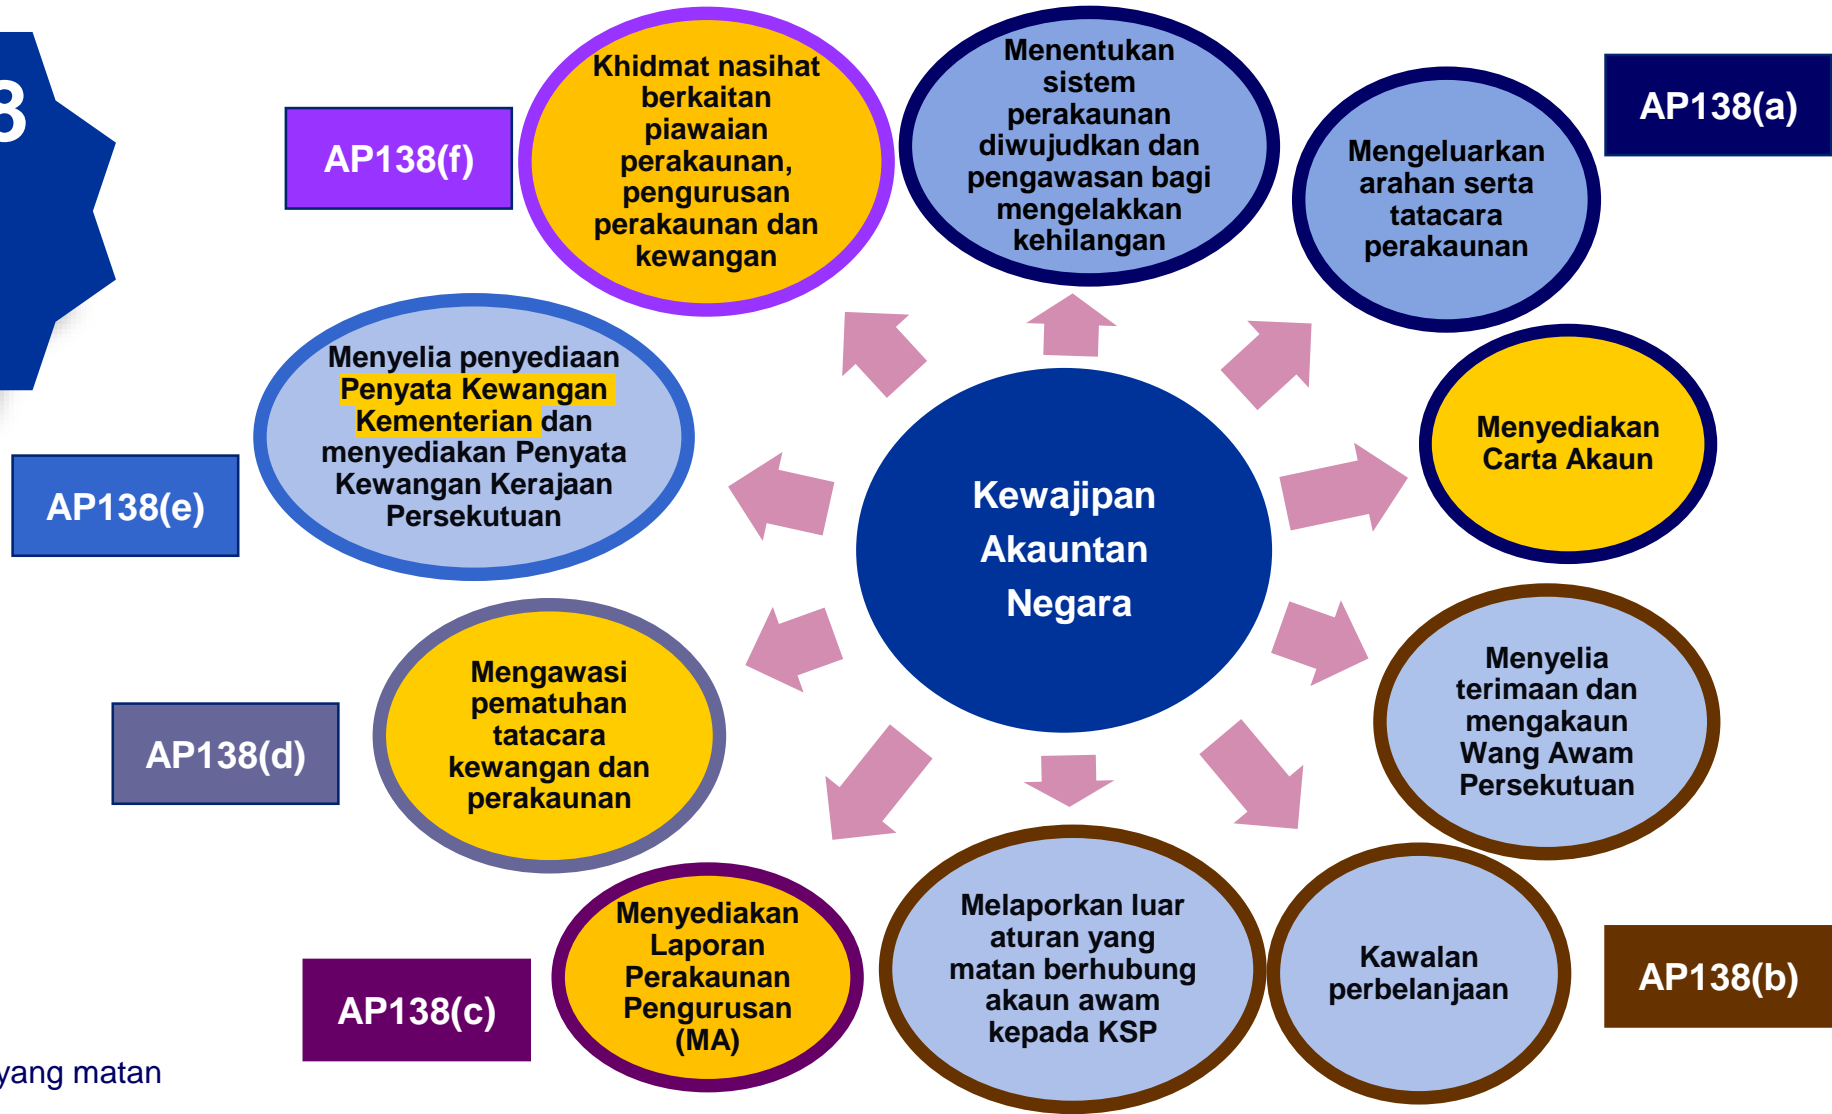 8
AP138(f)
Khidmat nasihat
berkaitan
piawaian
perakaunan,
pengurusan
perakaunan dan
kewangan
Menentukan
sistem
perakaunan
diwujudkan dan
pengawasan bagi
mengelakkan
kehilangan
Mengeluarkan
arahan serta
tatacara
perakaunan
AP138(a)
Menyelia penyediaan
Penyata Kewangan
Kementerian dan
menyediakan Penyata
Kewangan Kerajaan
Persekutuan
AP138(e)
Kewajipan
Akauntan
Negara
Menyediakan
Carta Akaun
AP138(d)
Mengawasi
pematuhan
tatacara
kewangan dan
perakaunan
Menyelia
terimaan dan
mengakaun
Wang Awam
Persekutuan
AP138(c)
Menyediakan
Laporan
Perakaunan
Pengurusan
(MA)
Melaporkan luar
aturan yang
matan berhubung
akaun awam
kepada KSP
Kawalan
perbelanjaan
AP138(b)
yang matan